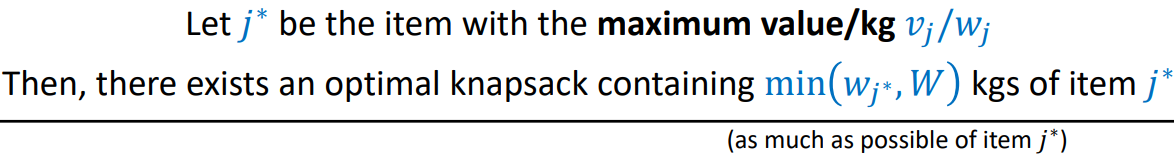 Let j* be the item with the maximum value/kg v_j/w_j
Then, there exists an optimal knapsack containing min(w_{j*}, W) kgs of item j*
(as much as possible of item j*)